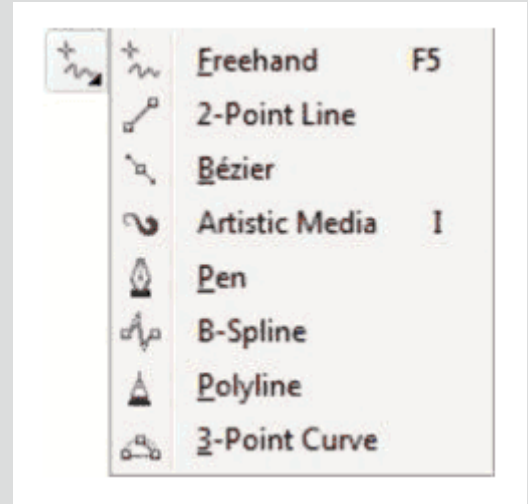 Freehand F5
2-Point Line
Bézier
Artistic Media I
Pen
B-Spline
Polyline
3-Point Curve